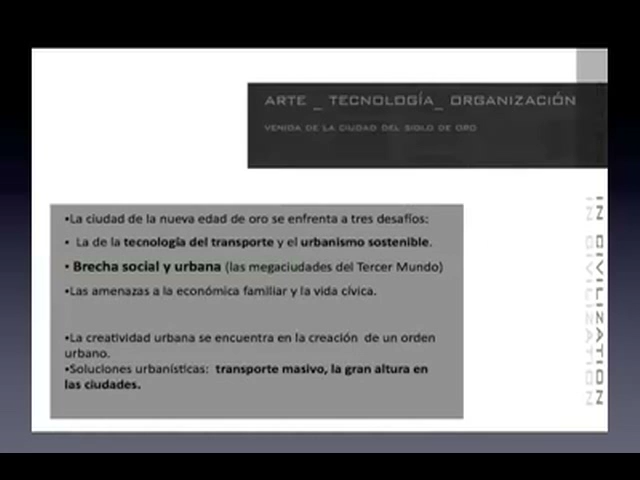 ARTE _ TECNOLOGÍA_ ORGANIZACIÓN
VENIDA DE LA CIUDAD DEL SIGLO DE ORO
•La ciudad de la nueva edad de oro se enfrenta a tres desafíos:
• La de la tecnología del transporte y el urbanismo sostenible.
• Brecha social y urbana (las megaciudades del Tercer Mundo)
•Las amenazas a la económica familiar y la vida cívica.
•La creatividad urbana se encuentra en la creación de un orden
urbano.
•Soluciones urbanísticas: transporte masivo, la gran altura en
las ciudades.
IN CIVILIZATION
IN CIVILIZATION